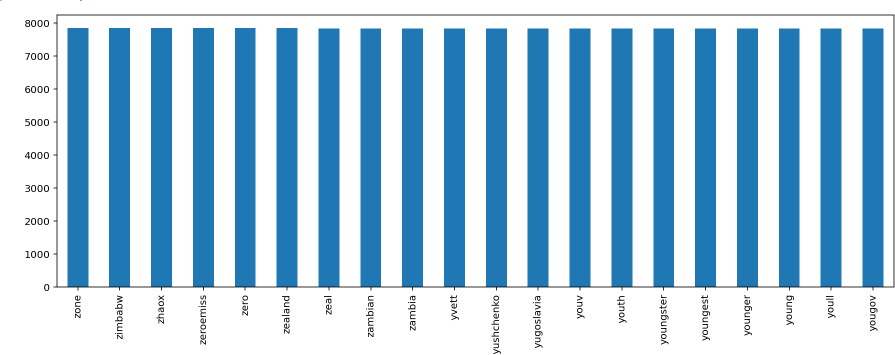 8000
7000
6000
5000
4000
3000
2000
1000
0
zone
zimbabw
zhaox
zeroemiss
zero
zealand
zeal
zambian
zambia
yvett
yushchenko
yugoslavia
youv
youth
youngster
youngest
younger
young
youll
yougov